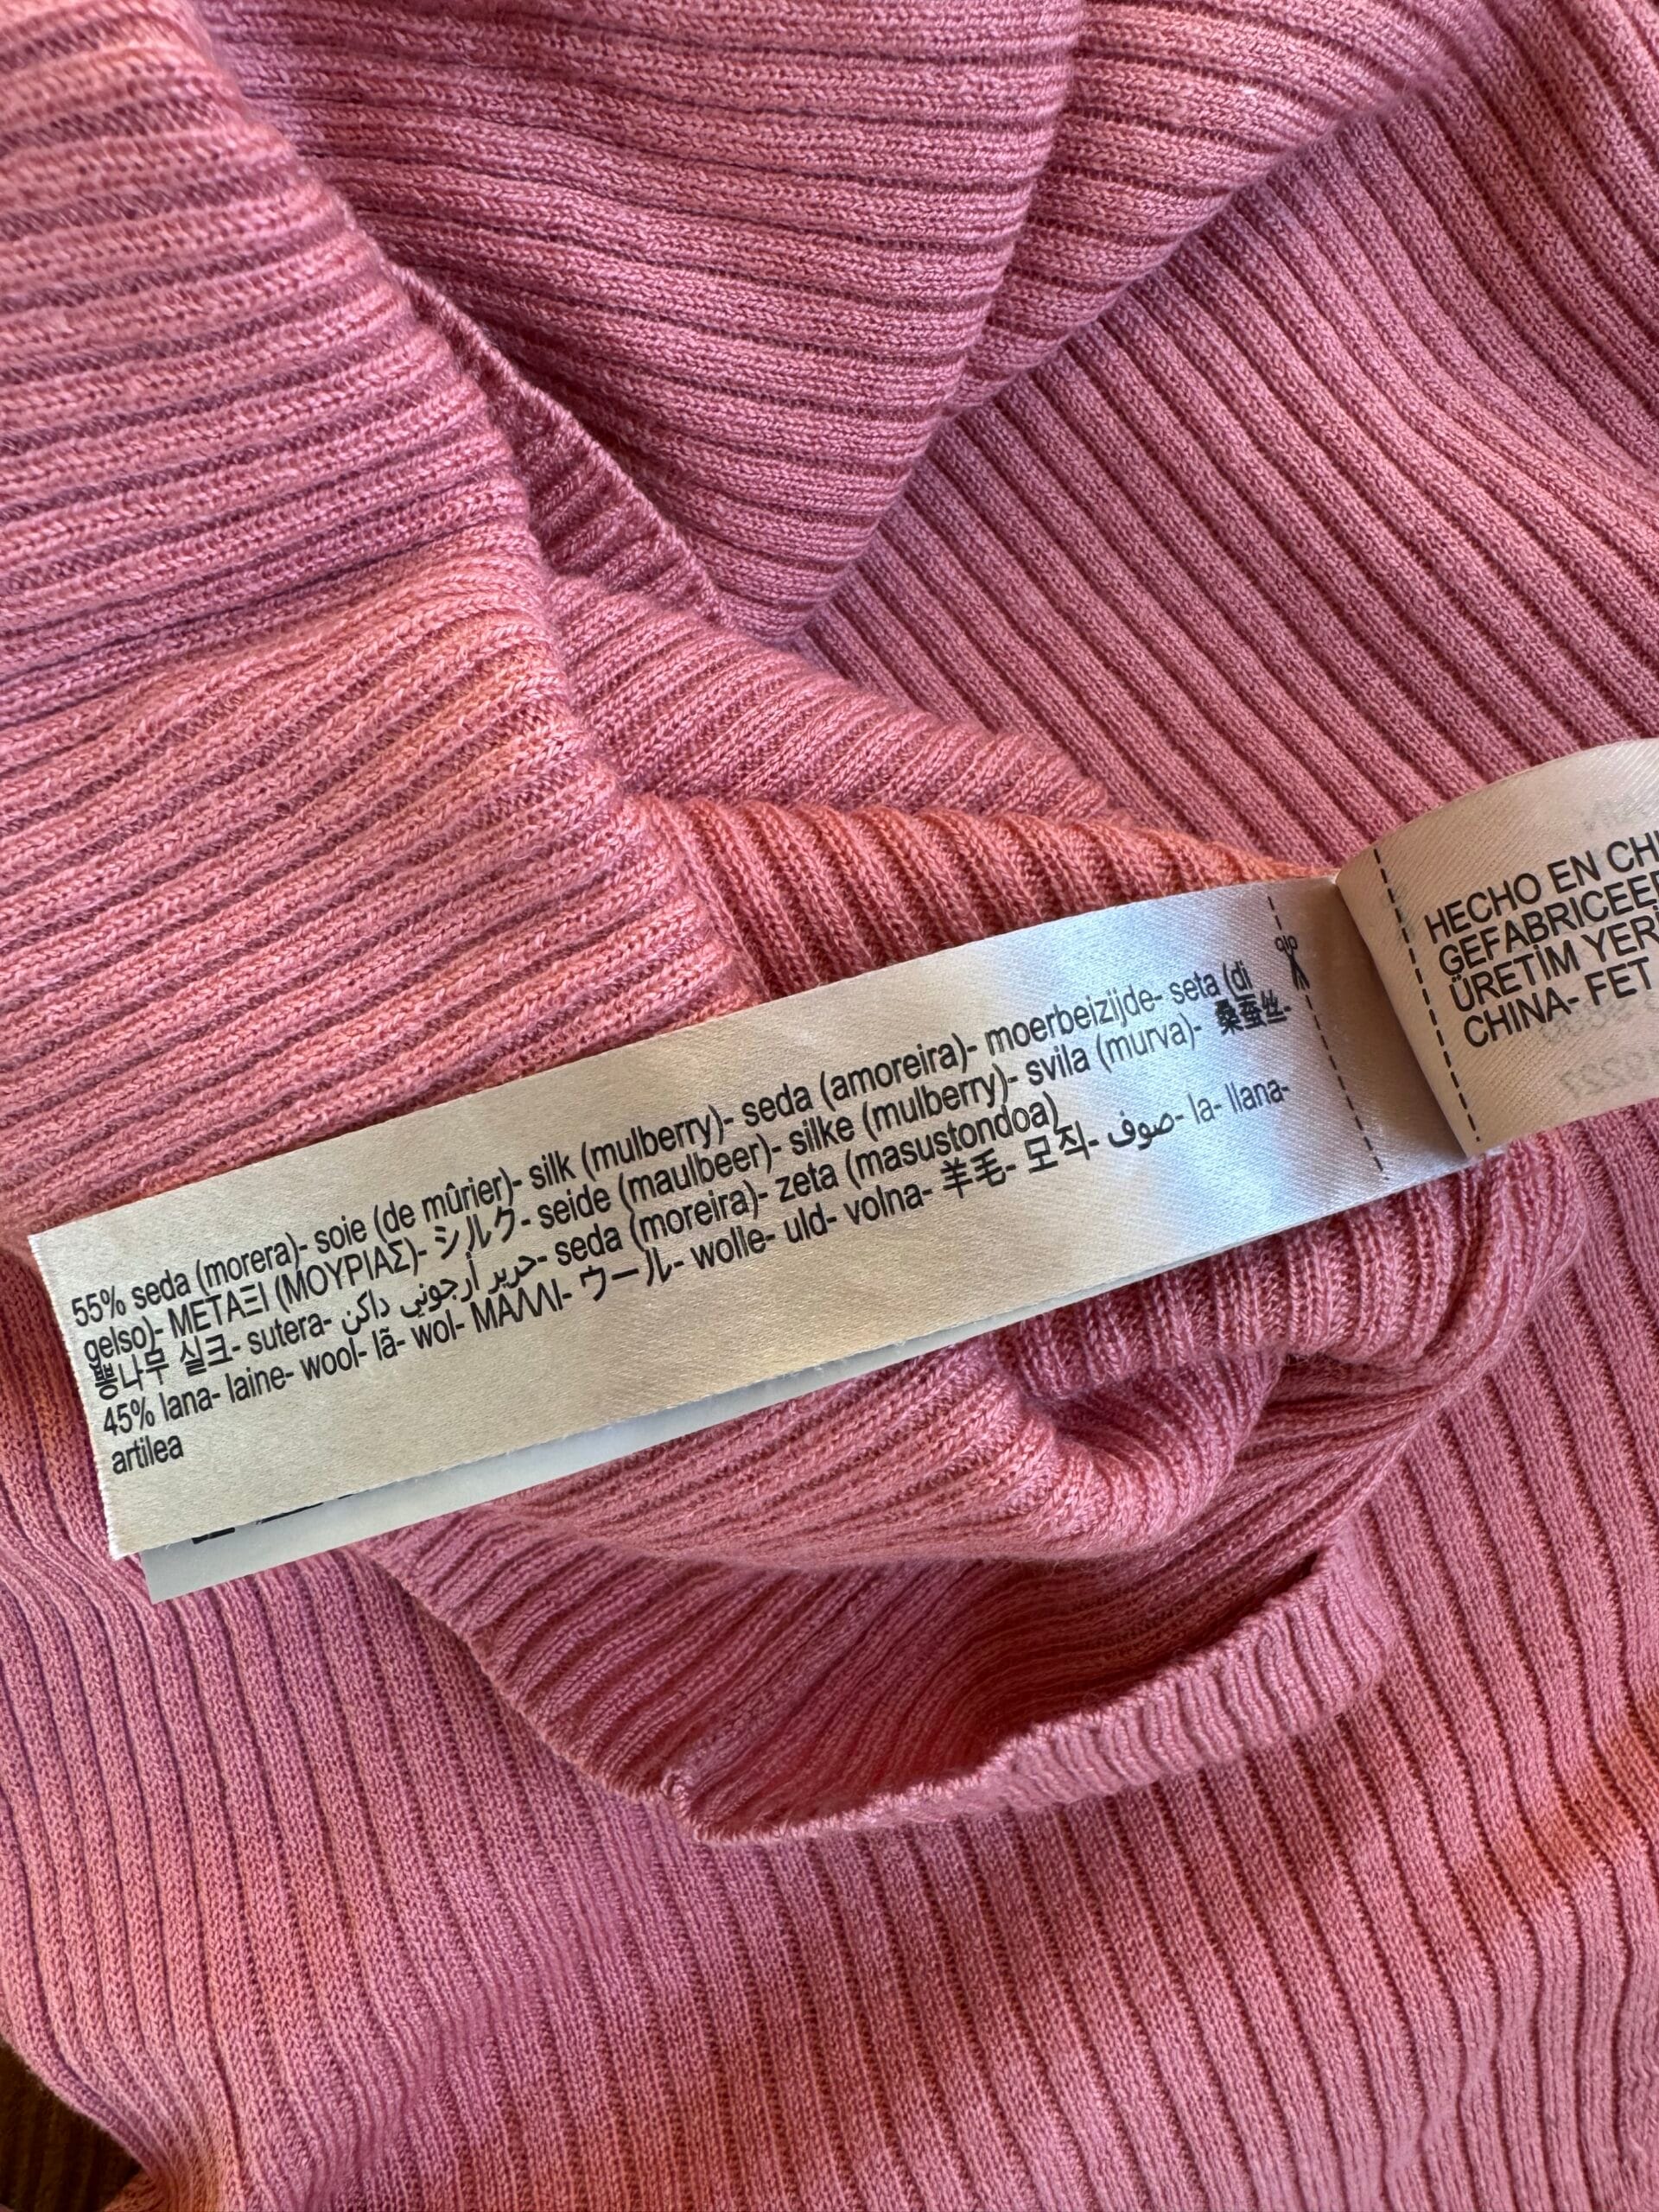 55% seda (morera)- soie (de mûrier)- silk (mulberry)- seda (amoreira)- moerbeizijde- seta (di
gelso)- ΜΕΤΑΞΙ (ΜΟΥΡΙΑΣ)- シルク- seide (maulbeer)- silke (mulberry)- svila (murva)- 桑蚕丝-
뽕나무 실크- sutera- حرير أرجوني داكن- seda (moreira)- zeta (masustondoa)
45% lana- laine- wool- lã- wol- ΜΑΛΛΙ- ウール- wolle- uld- volna- 羊毛- 모직- صوف- la- llana-
artilea
HECHO EN CHI
GEFABRICEER
ÜRETİM YERİ
CHINA- FET